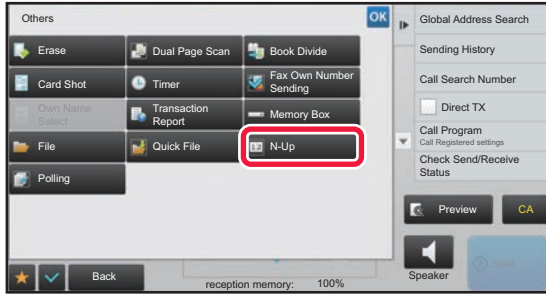 Others
OK
Erase
Dual Page Scan
Book Divide
Card Shot
Timer
Fax Own Number
Sending
Own Name
Select
Transaction
Report
Memory Box
File
Quick File
12
N-Up
Polling
Back
reception memory: 100%
Global Address Search
Sending History
Call Search Number
Direct TX
Call Program
Call Registered settings
Check Send/Receive
Status
Preview
CA
Speaker
Start